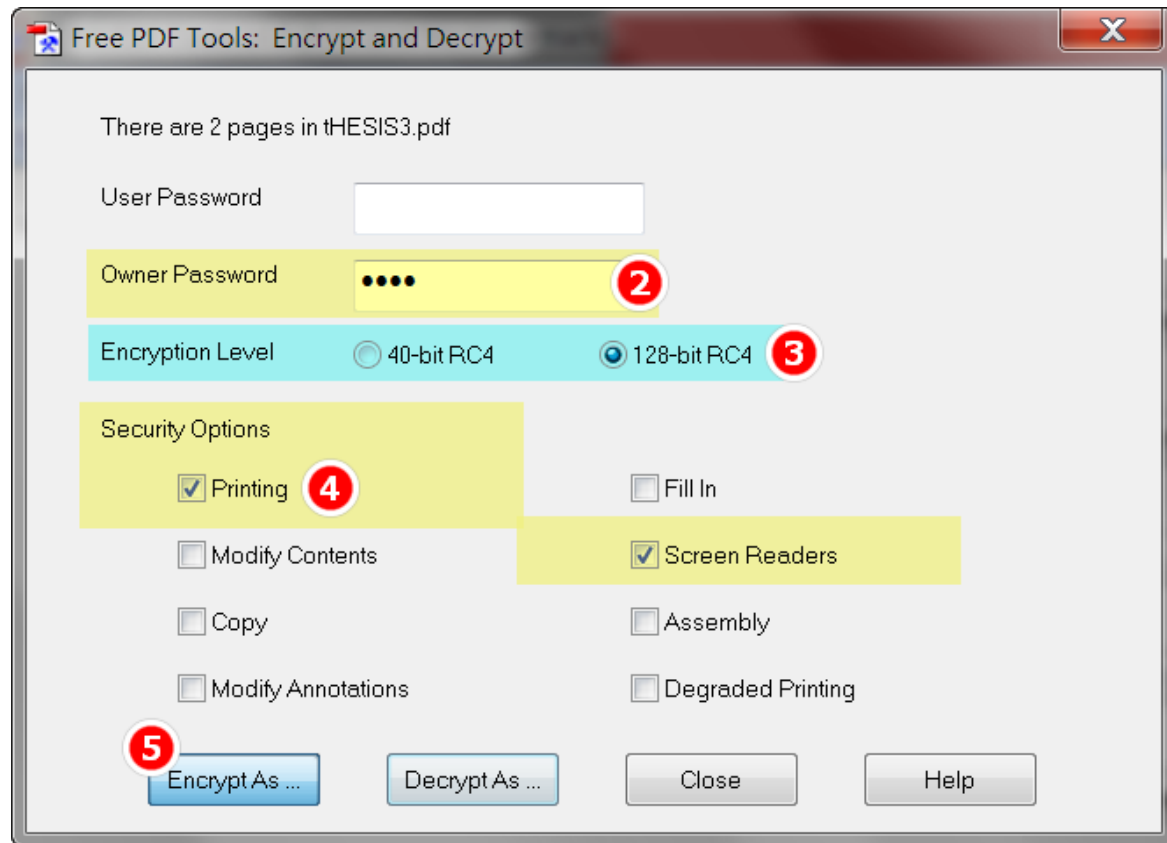 Free PDF Tools: Encrypt and Decrypt
X
There are 2 pages in tHESIS3.pdf
User Password
Owner Password •••• 2
Encryption Level 40-bit RC4 128-bit RC4 3
Security Options
Printing 4 Fill In
Modify Contents Screen Readers
Copy Assembly
Modify Annotations Degraded Printing
5
Encrypt As ... Decrypt As ... Close Help